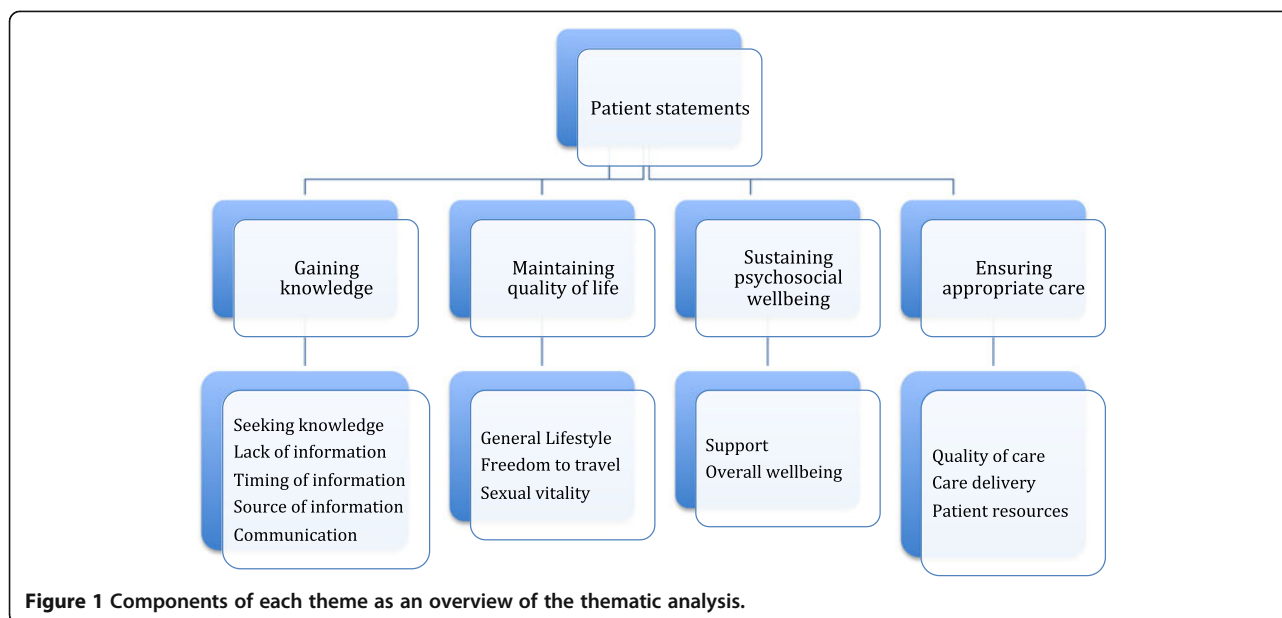 Patient statements
Gaining
knowledge
Maintaining
quality of life
Sustaining
psychosocial
wellbeing
Ensuring
appropriate care
Seeking knowledge
Lack of information
Timing of information
Source of information
Communication
General Lifestyle
Freedom to travel
Sexual vitality
Support
Overall wellbeing
Quality of care
Care delivery
Patient resources
Figure 1 Components of each theme as an overview of the thematic analysis.